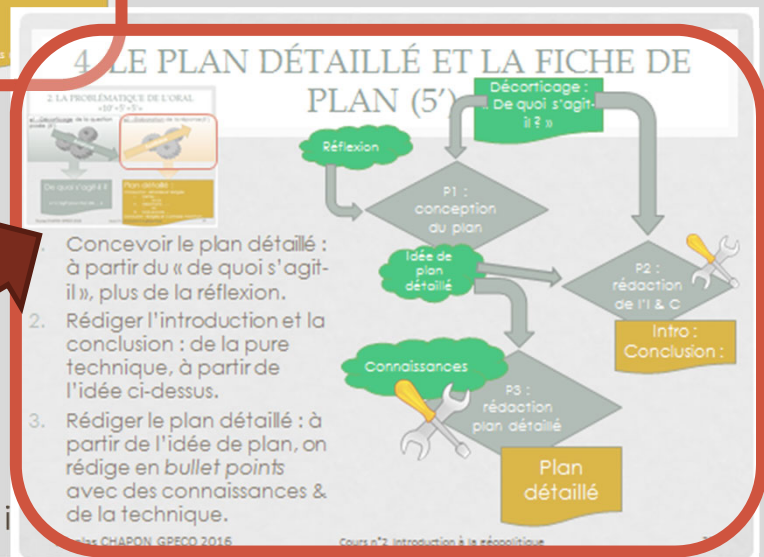 4. LE PLAN DÉTAILLÉ ET LA FICHE DE
PLAN (5')
2. LA PROBLÉMATIQUE DE L'ORAL
De quoi s'agit-il ?
Plan détaillé :
Décorticage :
« De quoi s'agit-
il ? »
Réflexion
P1 :
conception
du plan
Idée de
plan
détaillé
P2 :
rédaction
de l'I & C
Intro :
Conclusion :
Connaissances
P3 :
rédaction
plan détaillé
Plan
détaillé
Concevoir le plan détaillé :
à partir du « de quoi s'agit-
il », plus de la réflexion.
2. Rédiger l'introduction et la
conclusion : de la pure
technique, à partir de
l'idée ci-dessus.
3. Rédiger le plan détaillé : à
partir de l'idée de plan, on
rédige en bullet points
avec des connaissances &
de la technique.
CHAPON GPECO 2016
Cours n°2 Introduction à la géopolitique